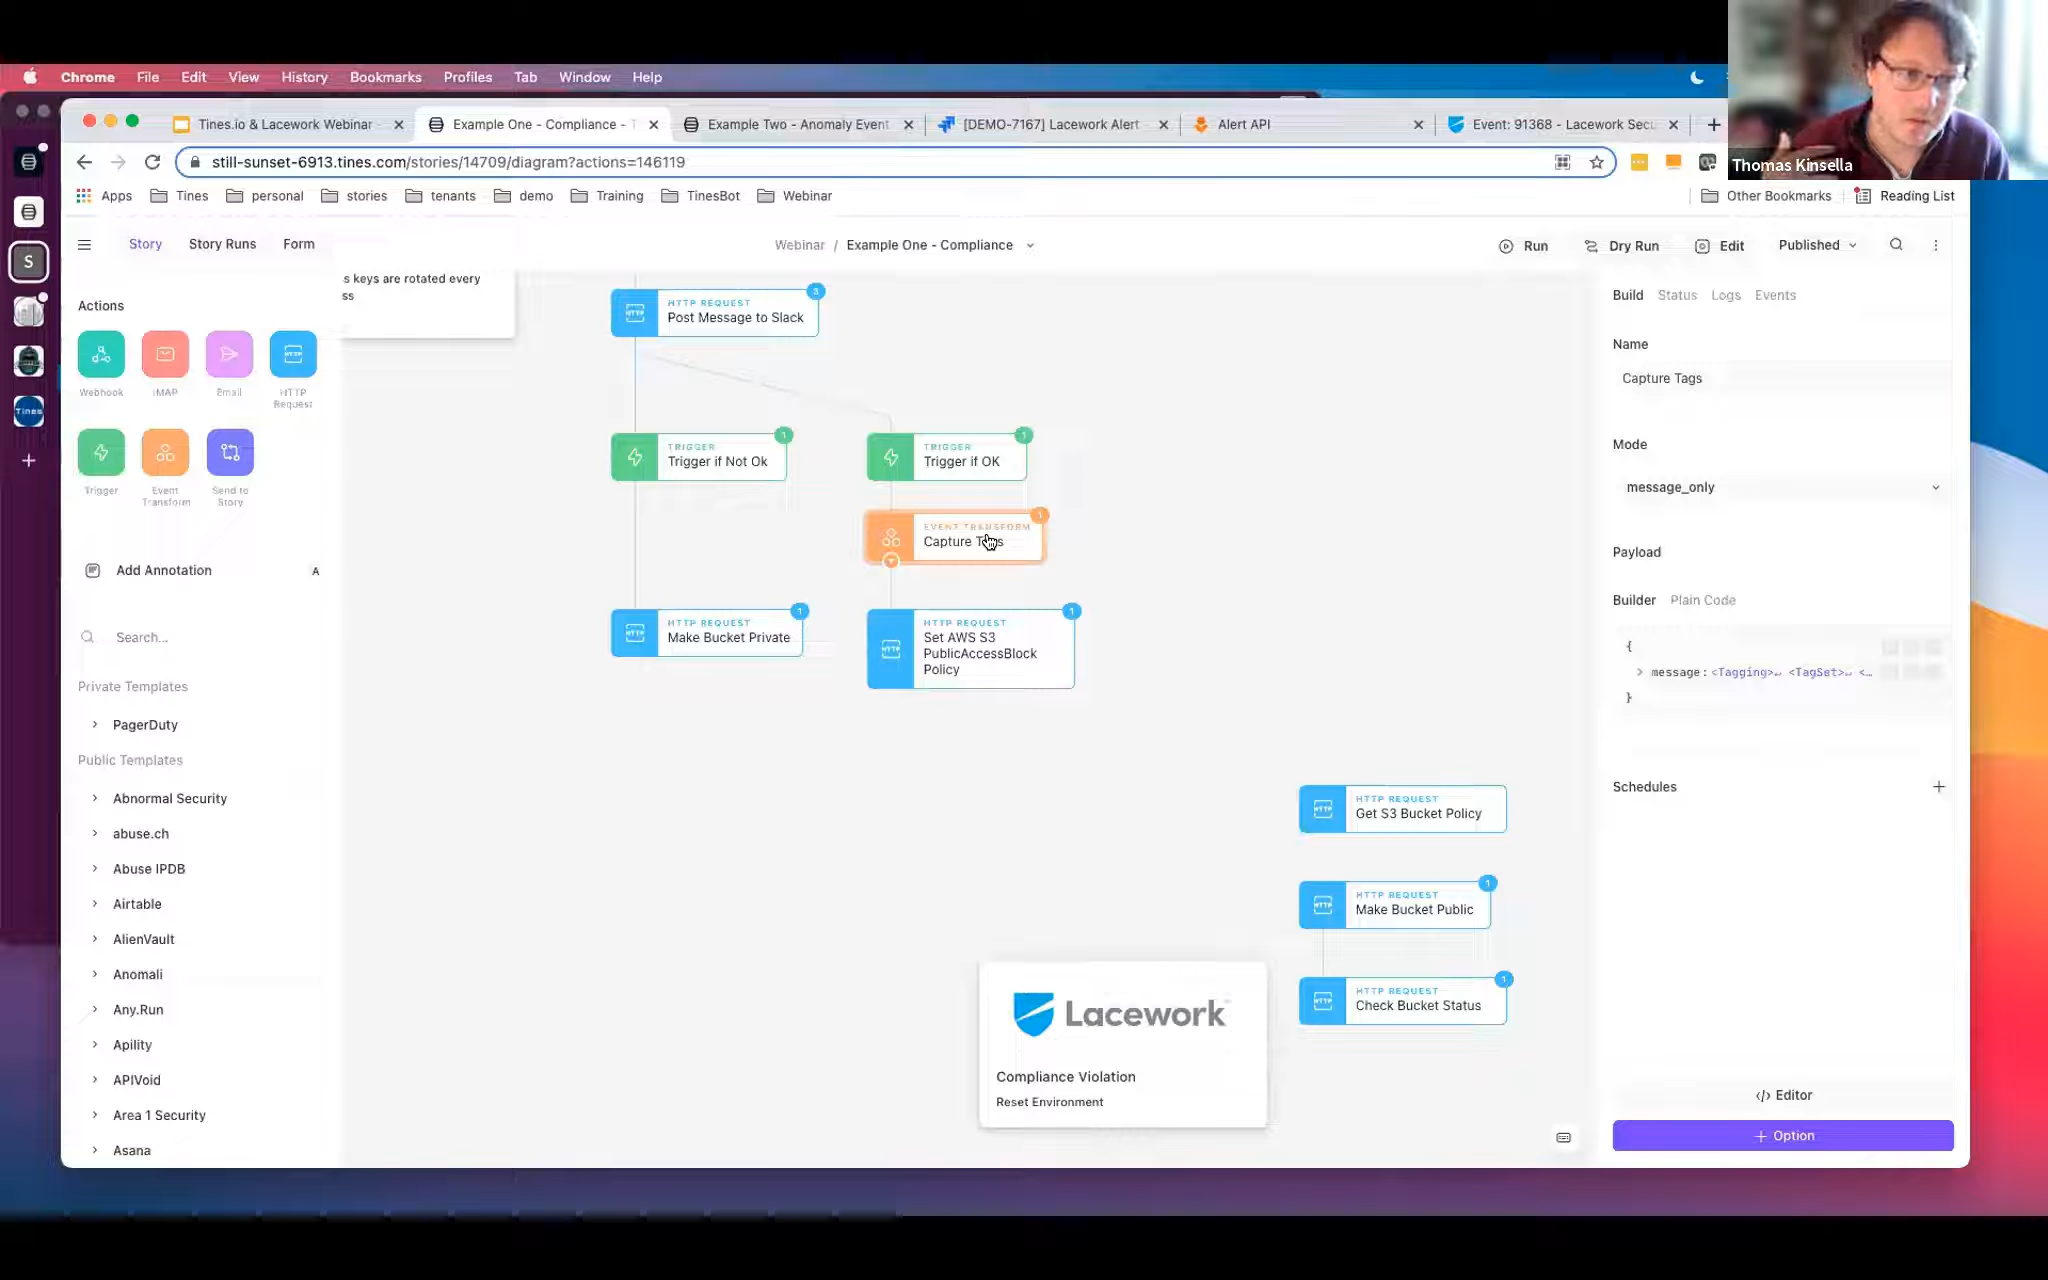 Thomas Kinsella
Chrome File Edit View History Bookmarks Profiles Tab Window Help
Tines.io & Lacework Webinar
Example One - Compliance - T
Example Two - Anomaly Event
[DEMO-7167] Lacework Alert
Alert API
Event: 91368 - Lacework Secu
still-sunset-6913.tines.com/stories/14709/diagram?actions=146119
Apps Tines personal stories tenants demo Training TinesBot Webinar Other Bookmarks Reading List
S
Tines
Story Story Runs Form
Webinar / Example One - Compliance
Run Dry Run Edit Published
s keys are rotated every
ss
Actions
Webhook
IMAP
Email
HTTP
Request
Trigger
Event
Transform
Send to
Story
Add Annotation A
Search...
Private Templates
PagerDuty
Public Templates
Abnormal Security
abuse.ch
Abuse IPDB
Airtable
AlienVault
Anomali
Any.Run
Apility
APIVoid
Area 1 Security
Asana
3
HTTP REQUEST
Post Message to Slack
1
TRIGGER
Trigger if Not Ok
1
TRIGGER
Trigger if OK
1
EVENT TRANSFORM
Capture
1
HTTP REQUEST
Make Bucket Private
1
HTTP REQUEST
Set AWS S3
PublicAccessBlock
Policy
HTTP REQUEST
Get S3 Bucket Policy
1
HTTP REQUEST
Make Bucket Public
1
HTTP REQUEST
Check Bucket Status
Lacework
Compliance Violation
Reset Environment
Build Status Logs Events
Name
Capture Tags
Mode
message_only
Payload
Builder Plain Code
{
message: <Tagging>↵ <TagSet>↵ <…
}
Schedules
</> Editor
+ Option